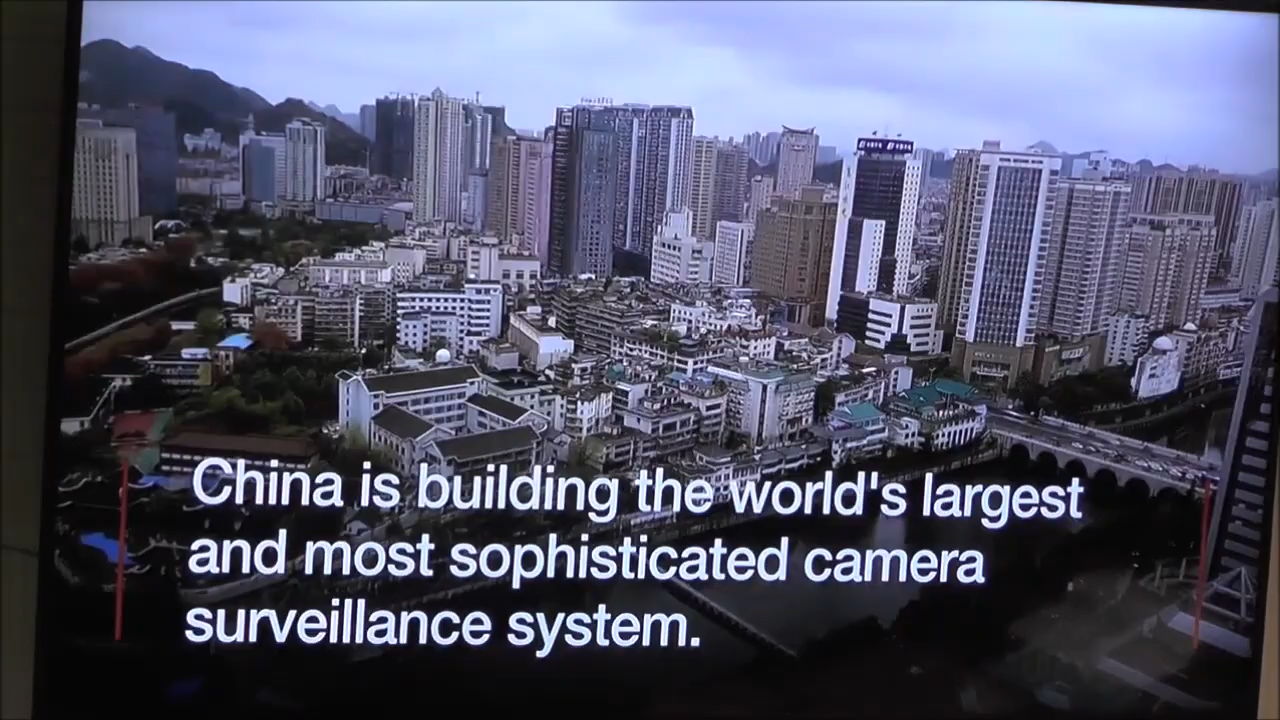 China is building the world's largest
and most sophisticated camera
surveillance system.